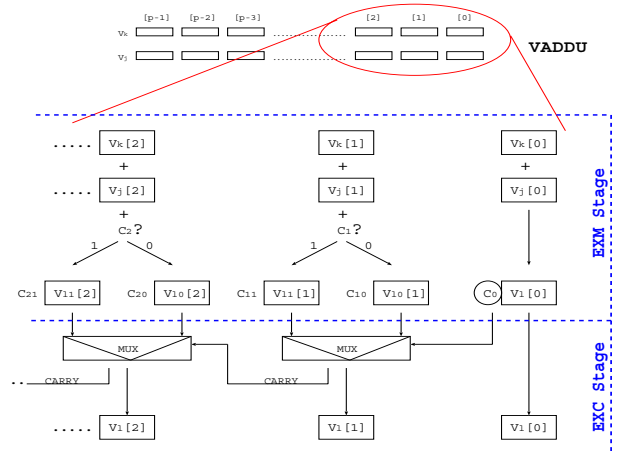 [p-1] [p-2] [p-3] [2] [1] [0]
Vk
Vj
VADDU
..... Vk[2] Vk[1] Vk[0]
+ + +
..... Vj[2] Vj[1] Vj[0]
+ +
C2? C1?
1 0 1 0
C21 V11[2] C20 V10[2] C11 V11[1] C10 V10[1] C0 V1[0]
EXM Stage
MUX MUX
.. CARRY CARRY
..... V1[2] V1[1] V1[0]
EXC Stage